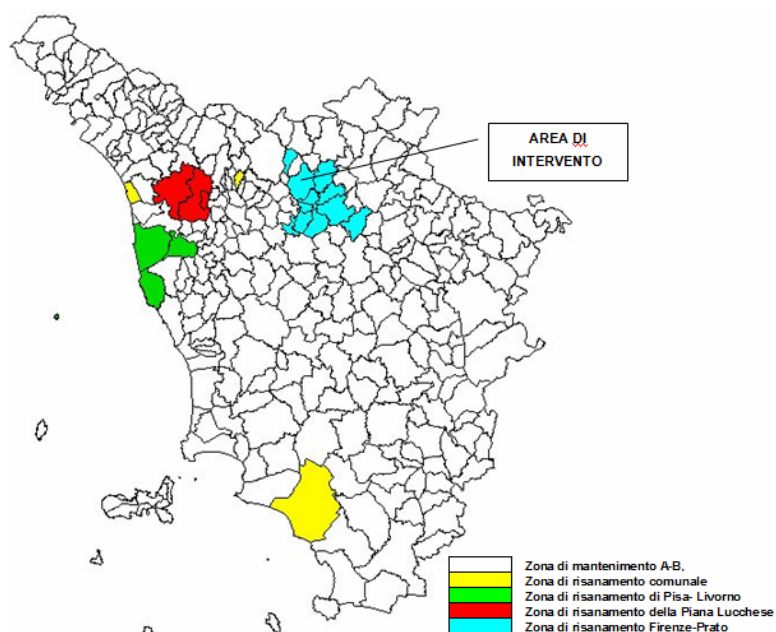 AREA DI
INTERVENTO
Zona di mantenimento A-B,
Zona di risanamento comunale
Zona di risanamento di Pisa- Livorno
Zona di risanamento della Piana Lucchese
Zona di risanamento Firenze-Prato